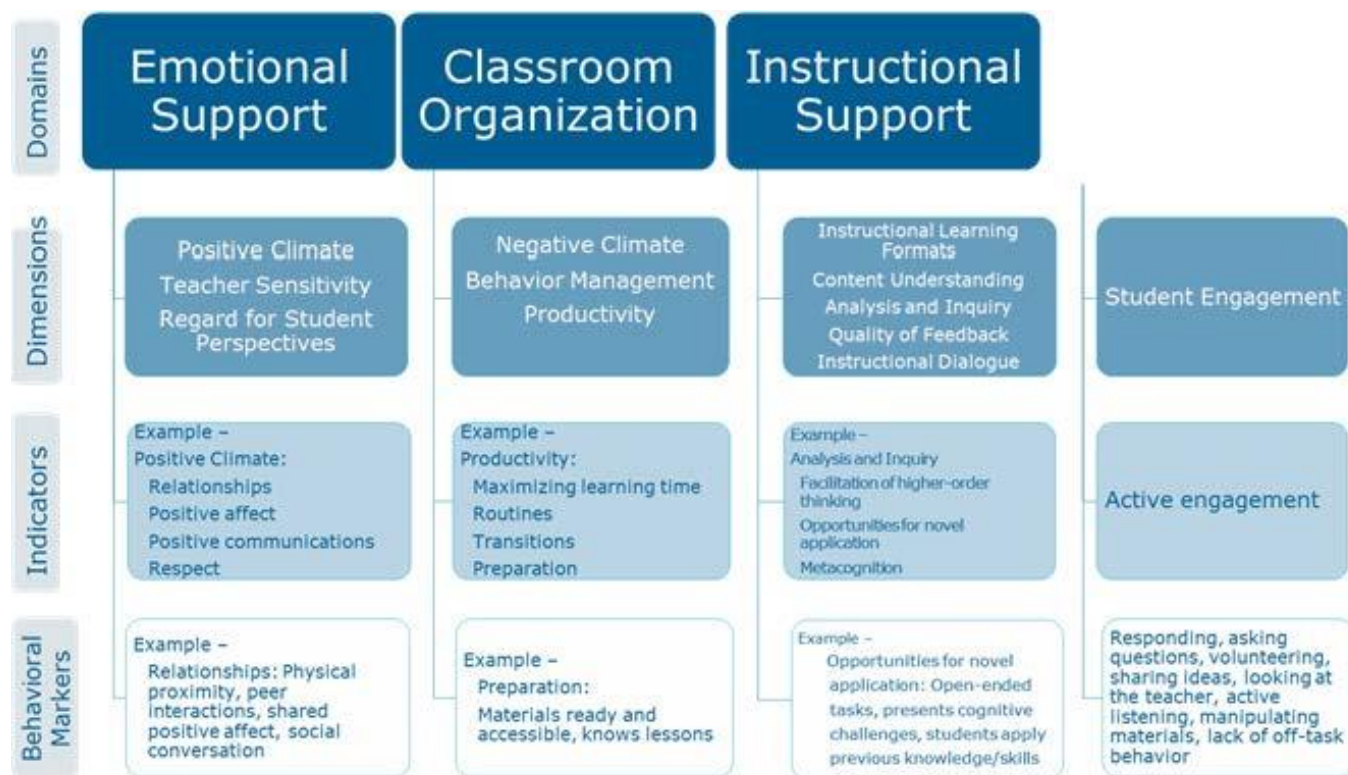 Domains
Emotional
Support
Classroom
Organization
Instructional
Support
Dimensions
Positive Climate
Teacher Sensitivity
Regard for Student
Perspectives
Negative Climate
Behavior Management
Productivity
Instructional Learning
Formats
Content Understanding
Analysis and Inquiry
Quality of Feedback
Instructional Dialogue
Student Engagement
Indicators
Example –
Positive Climate:
Relationships
Positive affect
Positive communications
Respect
Example –
Productivity:
Maximizing learning time
Routines
Transitions
Preparation
Example –
Analysis and Inquiry
Facilitation of higher-order
thinking
Opportunities for novel
application
Metacognition
Active engagement
Behavioral
Markers
Example –
Relationships: Physical
proximity, peer
interactions, shared
positive affect, social
conversation
Example –
Preparation:
Materials ready and
accessible, knows lessons
Example –
Opportunities for novel
application: Open-ended
tasks, presents cognitive
challenges, students apply
previous knowledge/skills
Responding, asking
questions, volunteering,
sharing ideas, looking at
the teacher, active
listening, manipulating
materials, lack of off-task
behavior